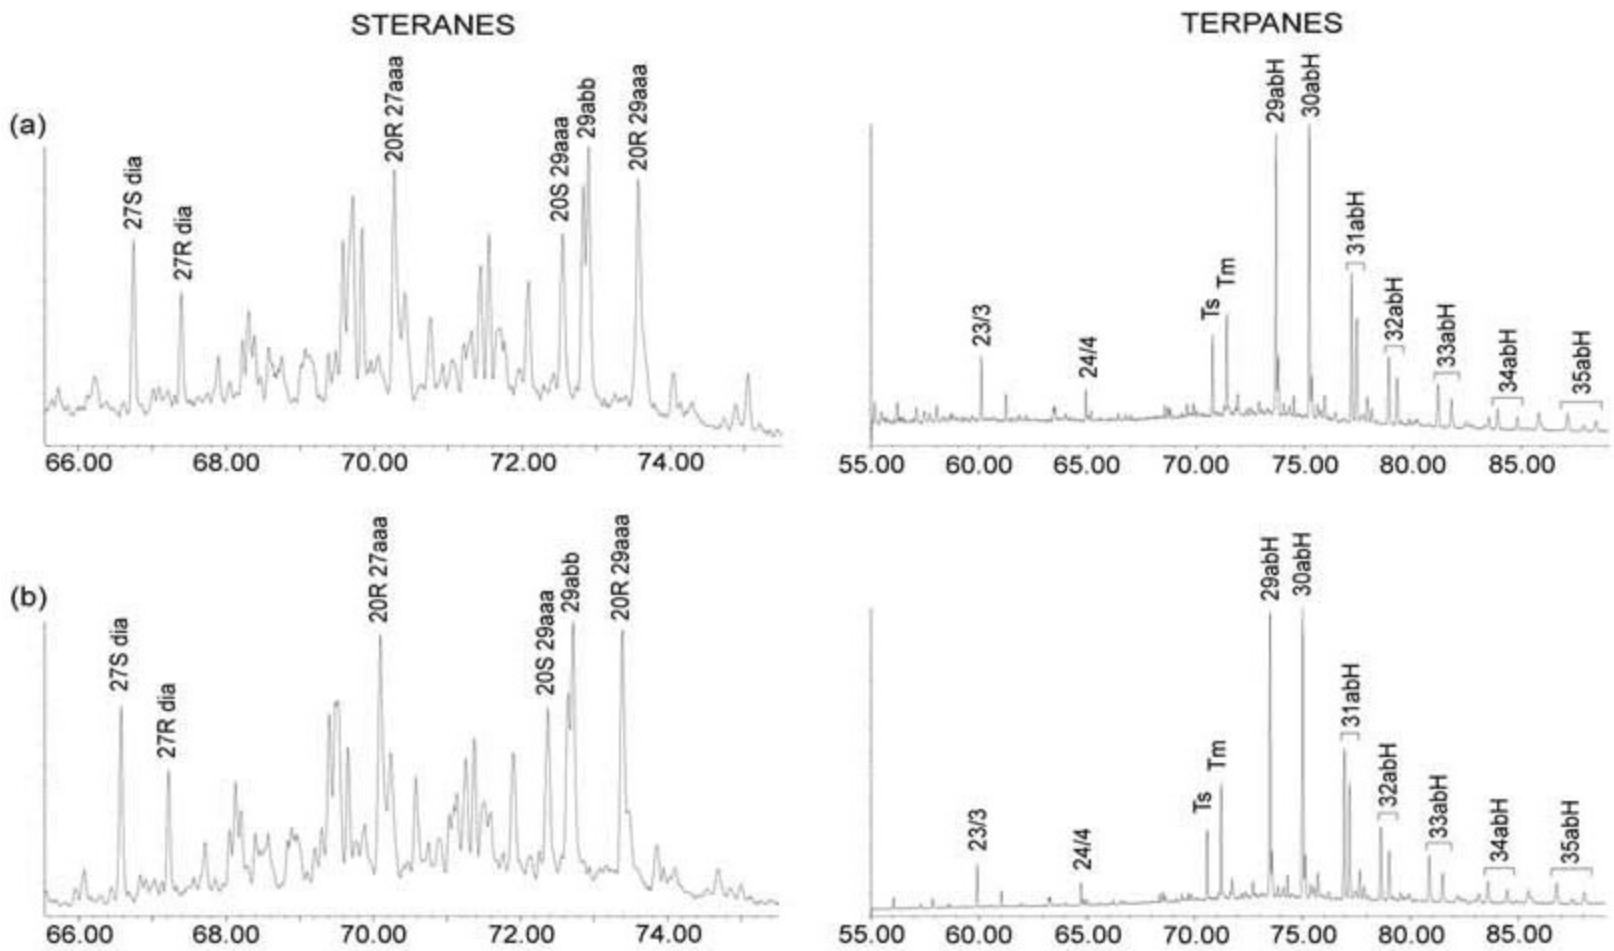 STERANES
TERPANES
(a)
27S dia
27R dia
20R 27aaa
20S 29aaa
29abb
20R 29aaa
66.00 68.00 70.00 72.00 74.00
23/3
24/4
Ts
Tm
29abH
30abH
31abH
32abH
33abH
34abH
35abH
55.00 60.00 65.00 70.00 75.00 80.00 85.00
(b)
27S dia
27R dia
20R 27aaa
20S 29aaa
29abb
20R 29aaa
66.00 68.00 70.00 72.00 74.00
23/3
24/4
Ts
Tm
29abH
30abH
31abH
32abH
33abH
34abH
35abH
55.00 60.00 65.00 70.00 75.00 80.00 85.00